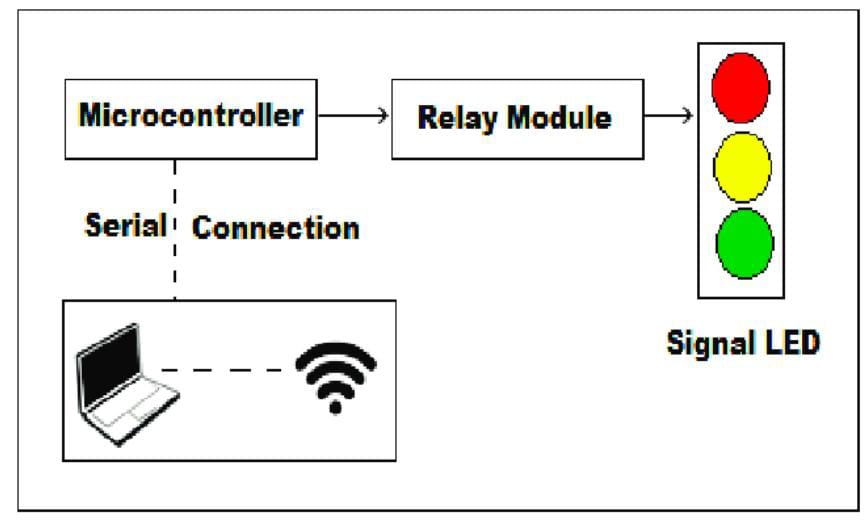 Microcontroller
Relay Module
Serial Connection
Signal LED